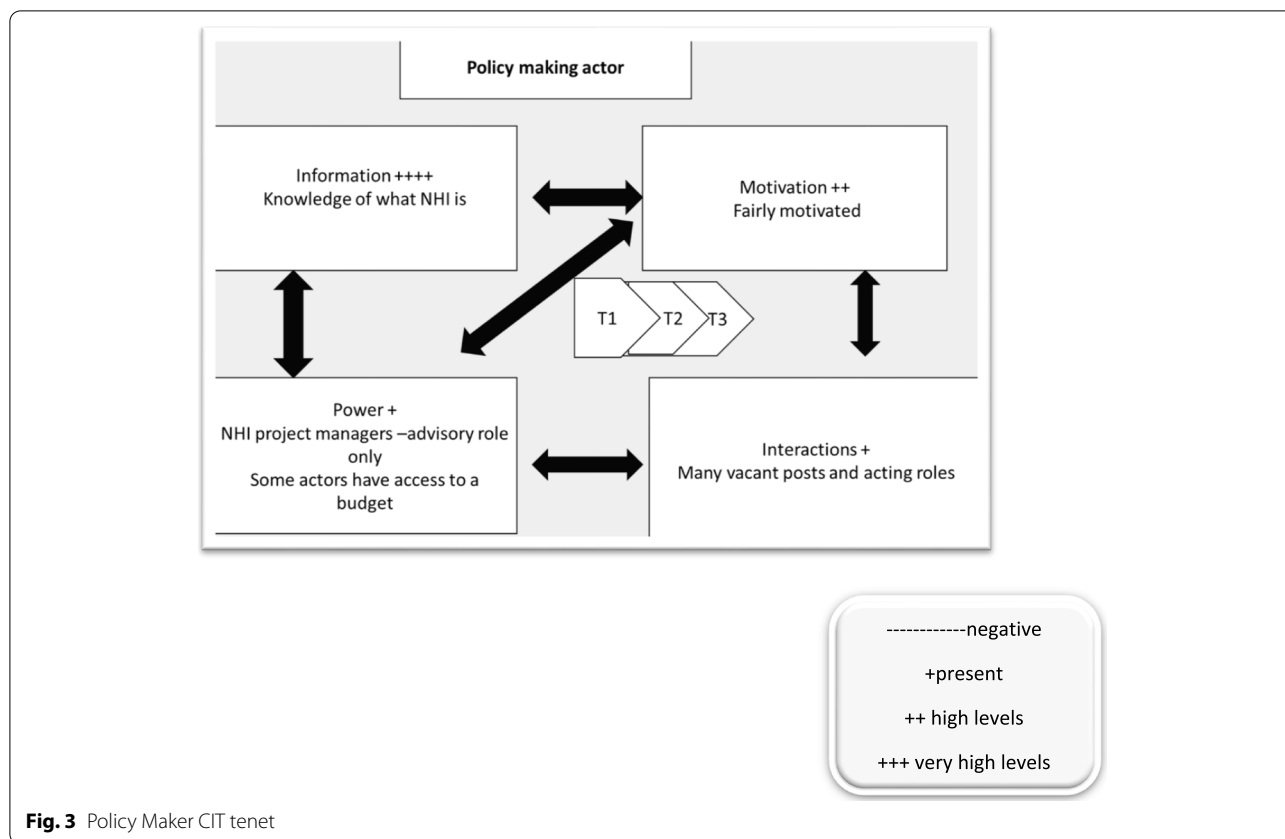 Policy making actor
Information ++++
Knowledge of what NHI is
Motivation ++
Fairly motivated
T1
T2
T3
Power +
NHI project managers –advisory role
only
Some actors have access to a
budget
Interactions +
Many vacant posts and acting roles
------------negative
+present
++ high levels
+++ very high levels
Fig. 3 Policy Maker CIT tenet